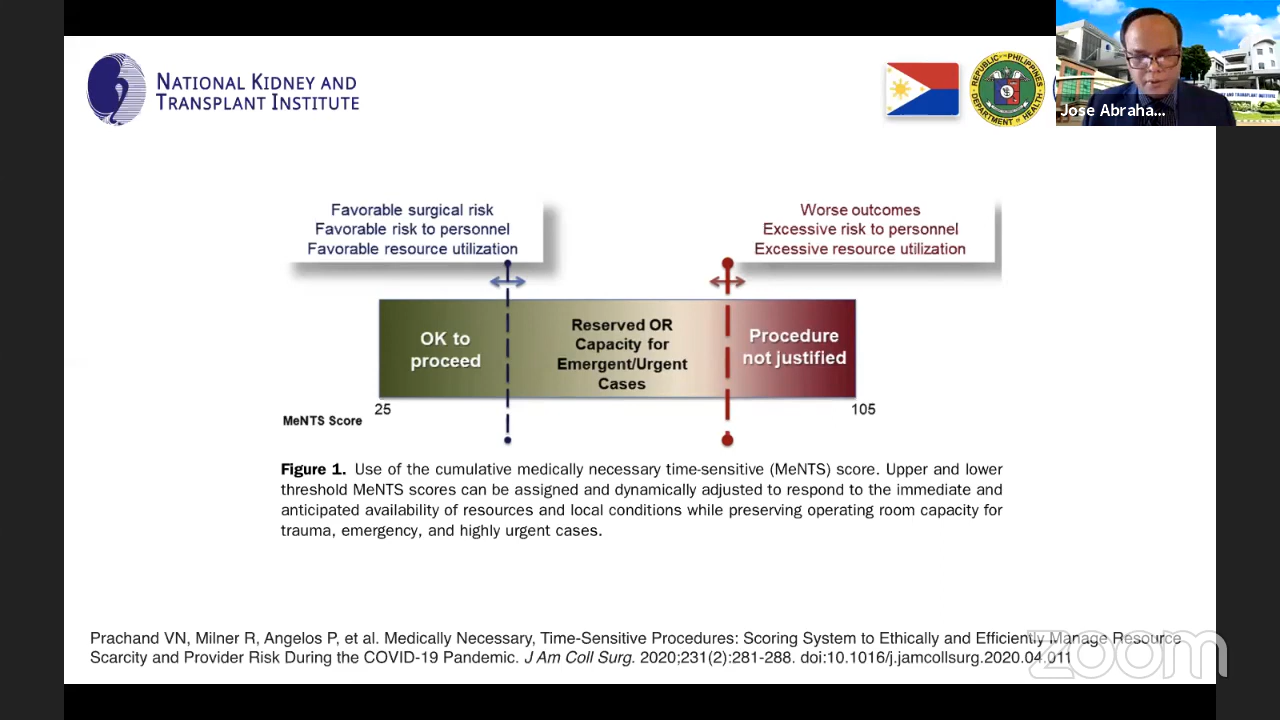 NATIONAL KIDNEY AND
TRANSPLANT INSTITUTE
Jose Abraha...
Favorable surgical risk
Favorable risk to personnel
Favorable resource utilization
Worse outcomes
Excessive risk to personnel
Excessive resource utilization
OK to
proceed
Reserved OR
Capacity for
Emergent/Urgent
Cases
Procedure
not justified
25
105
MeNTS Score
Figure 1. Use of the cumulative medically necessary time-sensitive (MeNTS) score. Upper and lower
threshold MeNTS scores can be assigned and dynamically adjusted to respond to the immediate and
anticipated availability of resources and local conditions while preserving operating room capacity for
trauma, emergency, and highly urgent cases.
Prachand VN, Milner R, Angelos P, et al. Medically Necessary, Time-Sensitive Procedures: Scoring System to Ethically and Efficiently Manage Resource
Scarcity and Provider Risk During the COVID-19 Pandemic. J Am Coll Surg. 2020;231(2):281-288. doi:10.1016/j.jamcollsurg.2020.04.011
zoom